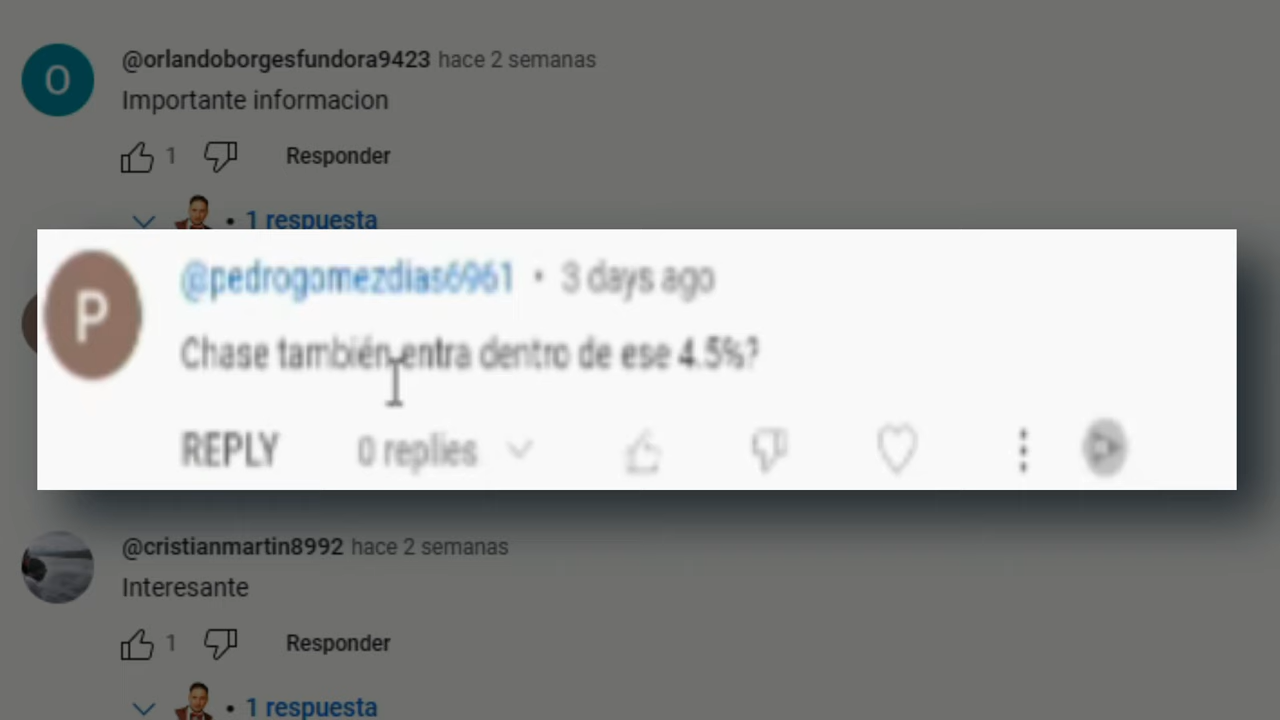 O
@orlandoborgesfundora9423 hace 2 semanas
Importante informacion
1 Responder
• 1 respuesta
P
@pedrogomezdias6961 • 3 days ago
Chase también entra dentro de ese 4.5%?
REPLY 0 replies
@cristianmartin8992 hace 2 semanas
Interesante
1 Responder
• 1 respuesta